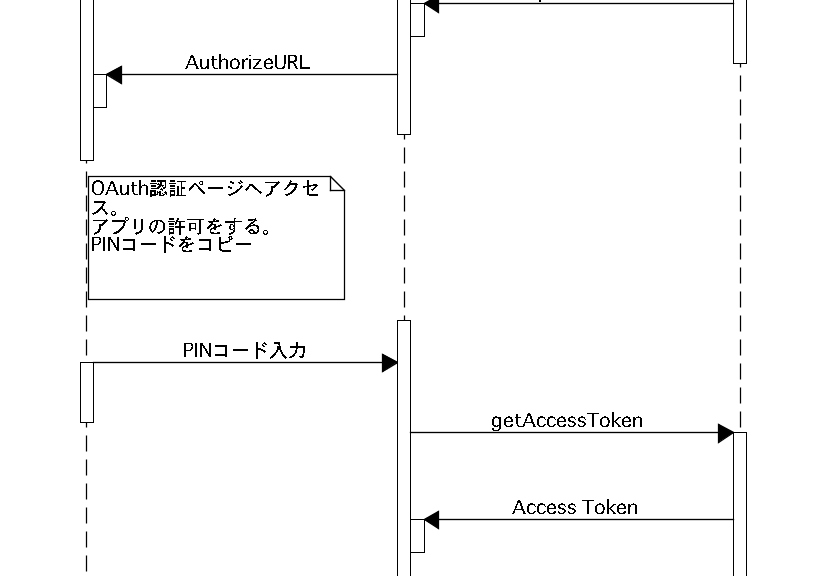 AuthorizeURL
OAuth認証ページへアクセ
ス。
アプリの許可をする。
PINコードをコピー
PINコード入力
getAccessToken
Access Token